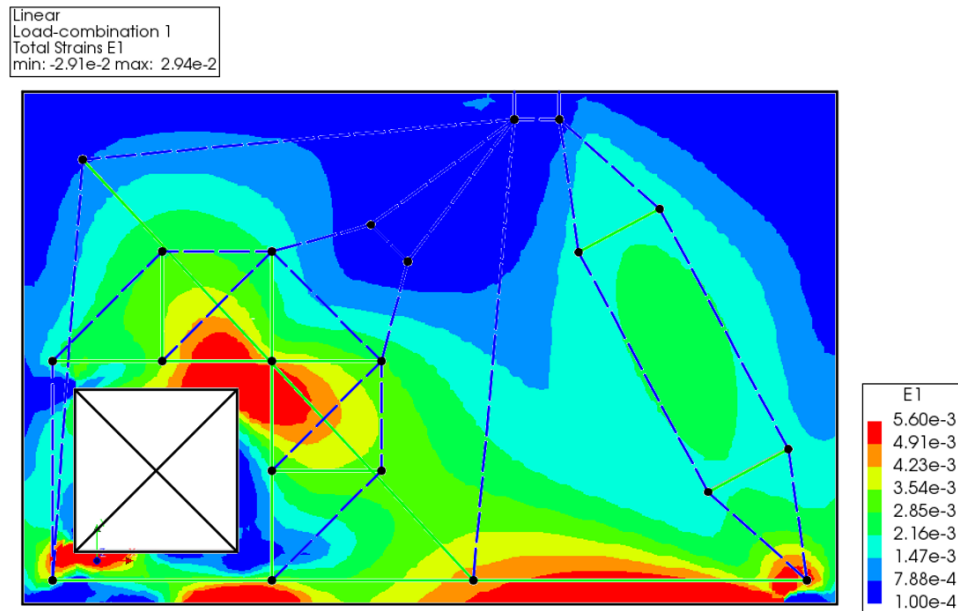 Linear
Load-combination 1
Total Strains E1
min: -2.91e-2 max: 2.94e-2
E1
5.60e-3
4.91e-3
4.23e-3
3.54e-3
2.85e-3
2.16e-3
1.47e-3
7.88e-4
1.00e-4